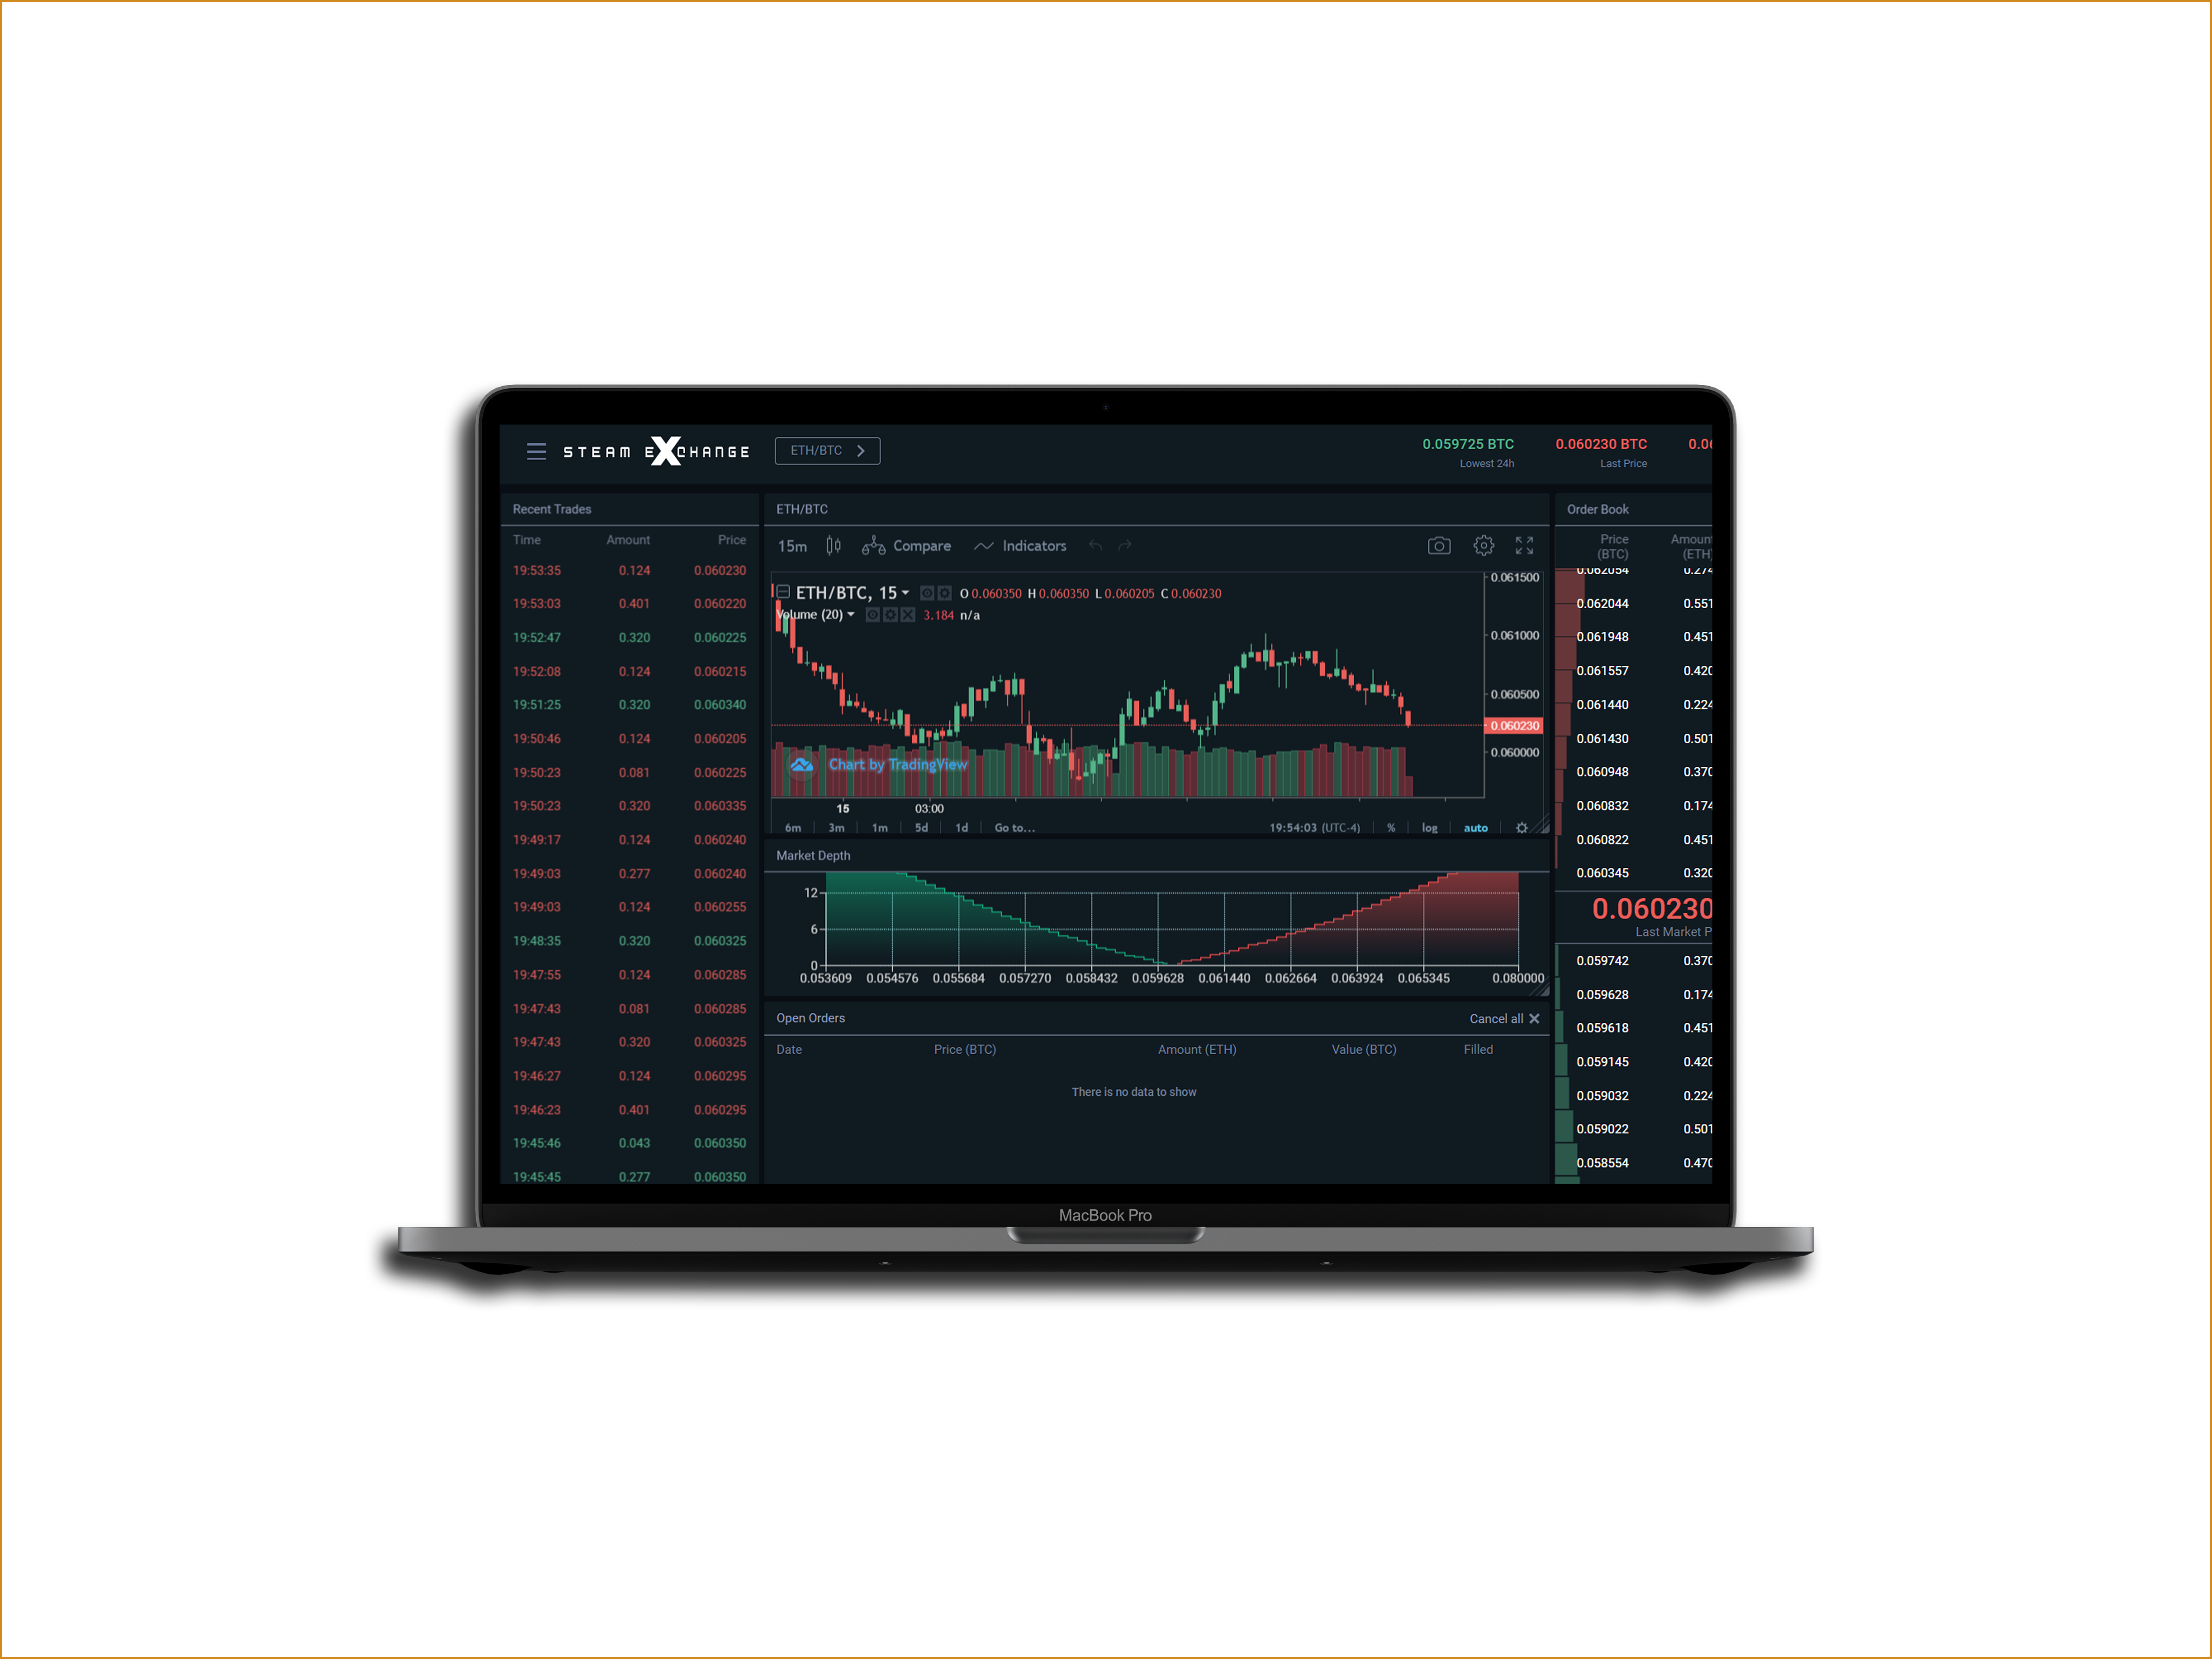 STEAM EXCHANGE
ETH/BTC
0.059725 BTC
Lowest 24h
0.060230 BTC
Last Price
0.06
Recent Trades
Time Amount Price
19:53:35 0.124 0.060230
19:53:03 0.401 0.060220
19:52:47 0.320 0.060225
19:52:08 0.124 0.060215
19:51:25 0.320 0.060340
19:50:46 0.124 0.060205
19:50:23 0.081 0.060225
19:50:23 0.320 0.060335
19:49:17 0.124 0.060240
19:49:03 0.277 0.060240
19:49:03 0.124 0.060255
19:48:35 0.320 0.060325
19:47:55 0.124 0.060285
19:47:43 0.081 0.060285
19:47:43 0.320 0.060325
19:46:27 0.124 0.060295
19:46:23 0.401 0.060295
19:45:46 0.043 0.060350
19:45:45 0.277 0.060350
ETH/BTC
15m Compare Indicators
ETH/BTC, 15 O 0.060350 H 0.060350 L 0.060205 C 0.060230
Volume (20) 3.184 n/a
0.061500
0.061000
0.060500
0.060230
0.060000
Chart by TradingView
15 03:00
6m 3m 1m 5d 1d Go to... 19:54:03 (UTC-4) % log auto
Market Depth
12
6
0
0.053609 0.054576 0.055684 0.057270 0.058432 0.059628 0.061440 0.062664 0.063924 0.065345 0.080000
Open Orders Cancel all
Date Price (BTC) Amount (ETH) Value (BTC) Filled
There is no data to show
Order Book
Price Amount
(BTC) (ETH)
0.062054 0.274
0.062044 0.551
0.061948 0.451
0.061557 0.420
0.061440 0.224
0.061430 0.501
0.060948 0.370
0.060832 0.174
0.060822 0.451
0.060345 0.320
0.060230
Last Market P
0.059742 0.370
0.059628 0.174
0.059618 0.451
0.059145 0.420
0.059032 0.224
0.059022 0.501
0.058554 0.470
MacBook Pro